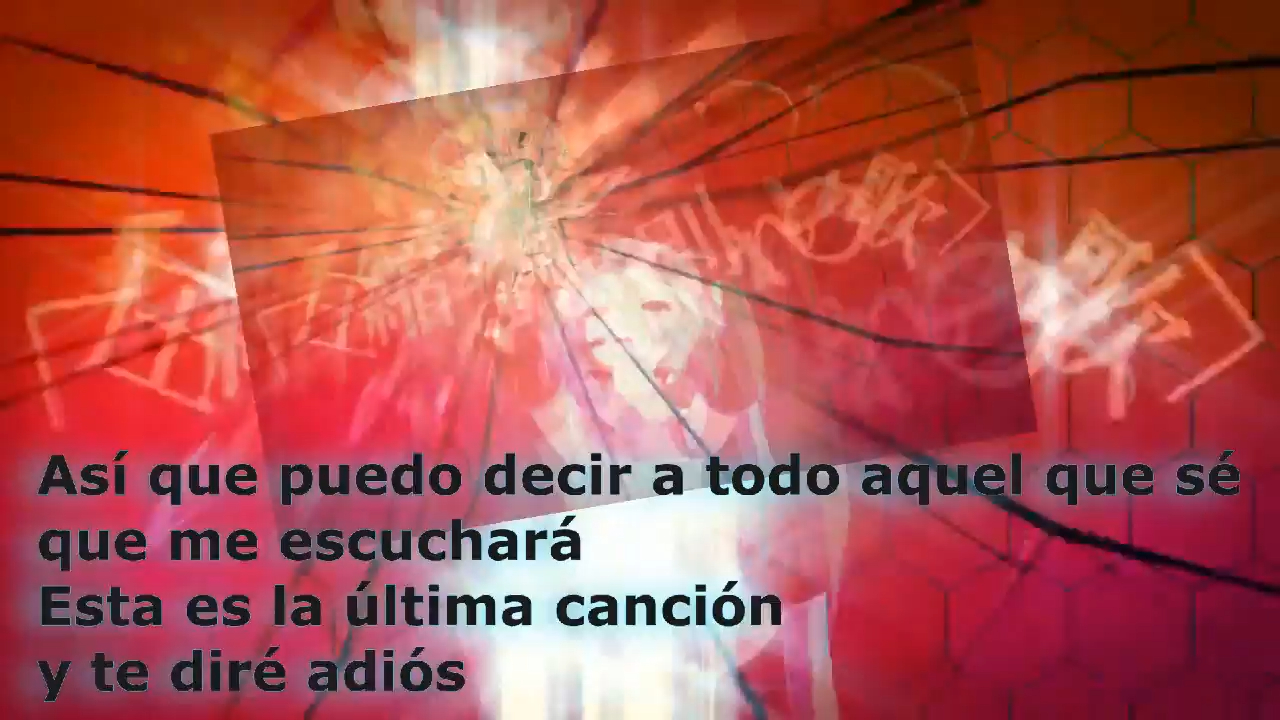 Así que puedo decir a todo aquel que sé
que me escuchará
Esta es la última canción
y te diré adiós